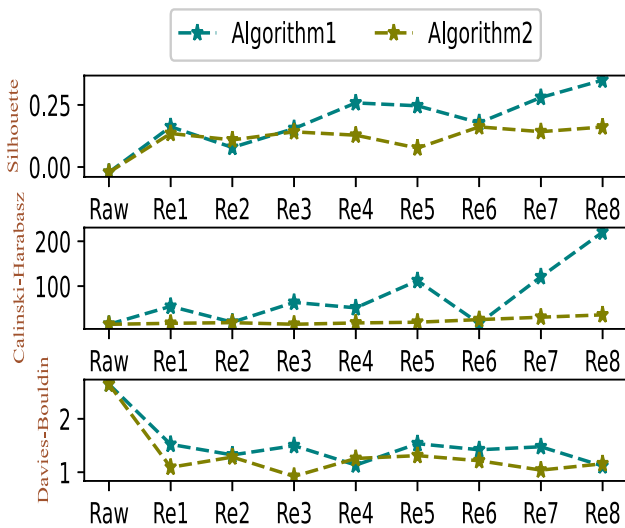 Algorithm1 Algorithm2
Silhouette
0.25
0.00
Raw Re1 Re2 Re3 Re4 Re5 Re6 Re7 Re8
Calinski-Harabasz
200
100
Raw Re1 Re2 Re3 Re4 Re5 Re6 Re7 Re8
Davies-Bouldin
2
1
Raw Re1 Re2 Re3 Re4 Re5 Re6 Re7 Re8